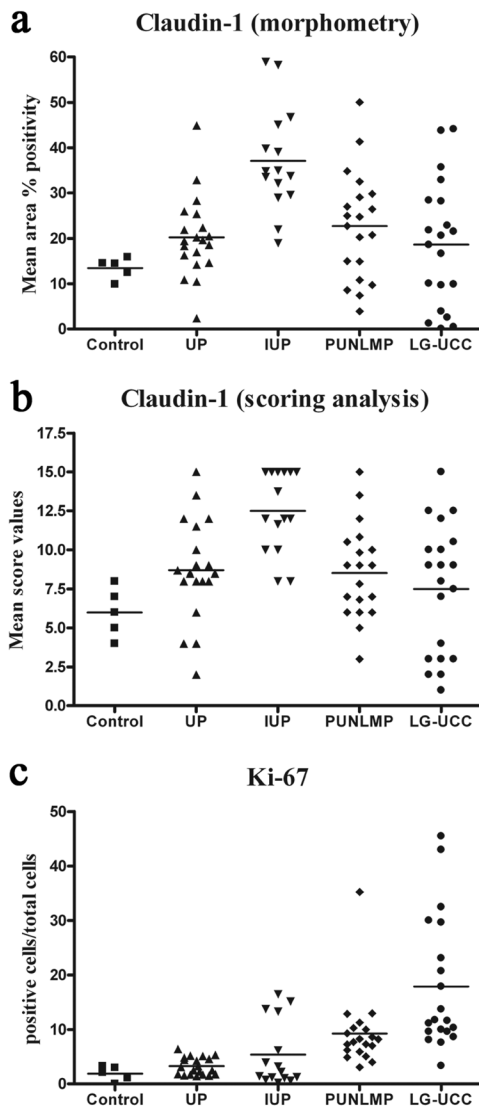 a
Claudin-1 (morphometry)
Mean area % positivity
60
50
40
30
20
10
0
Control UP IUP PUNLMP LG-UCC
b
Claudin-1 (scoring analysis)
Mean score values
17.5
15.0
12.5
10.0
7.5
5.0
2.5
0.0
Control UP IUP PUNLMP LG-UCC
c
Ki-67
positive cells/total cells
50
40
30
20
10
0
Control UP IUP PUNLMP LG-UCC